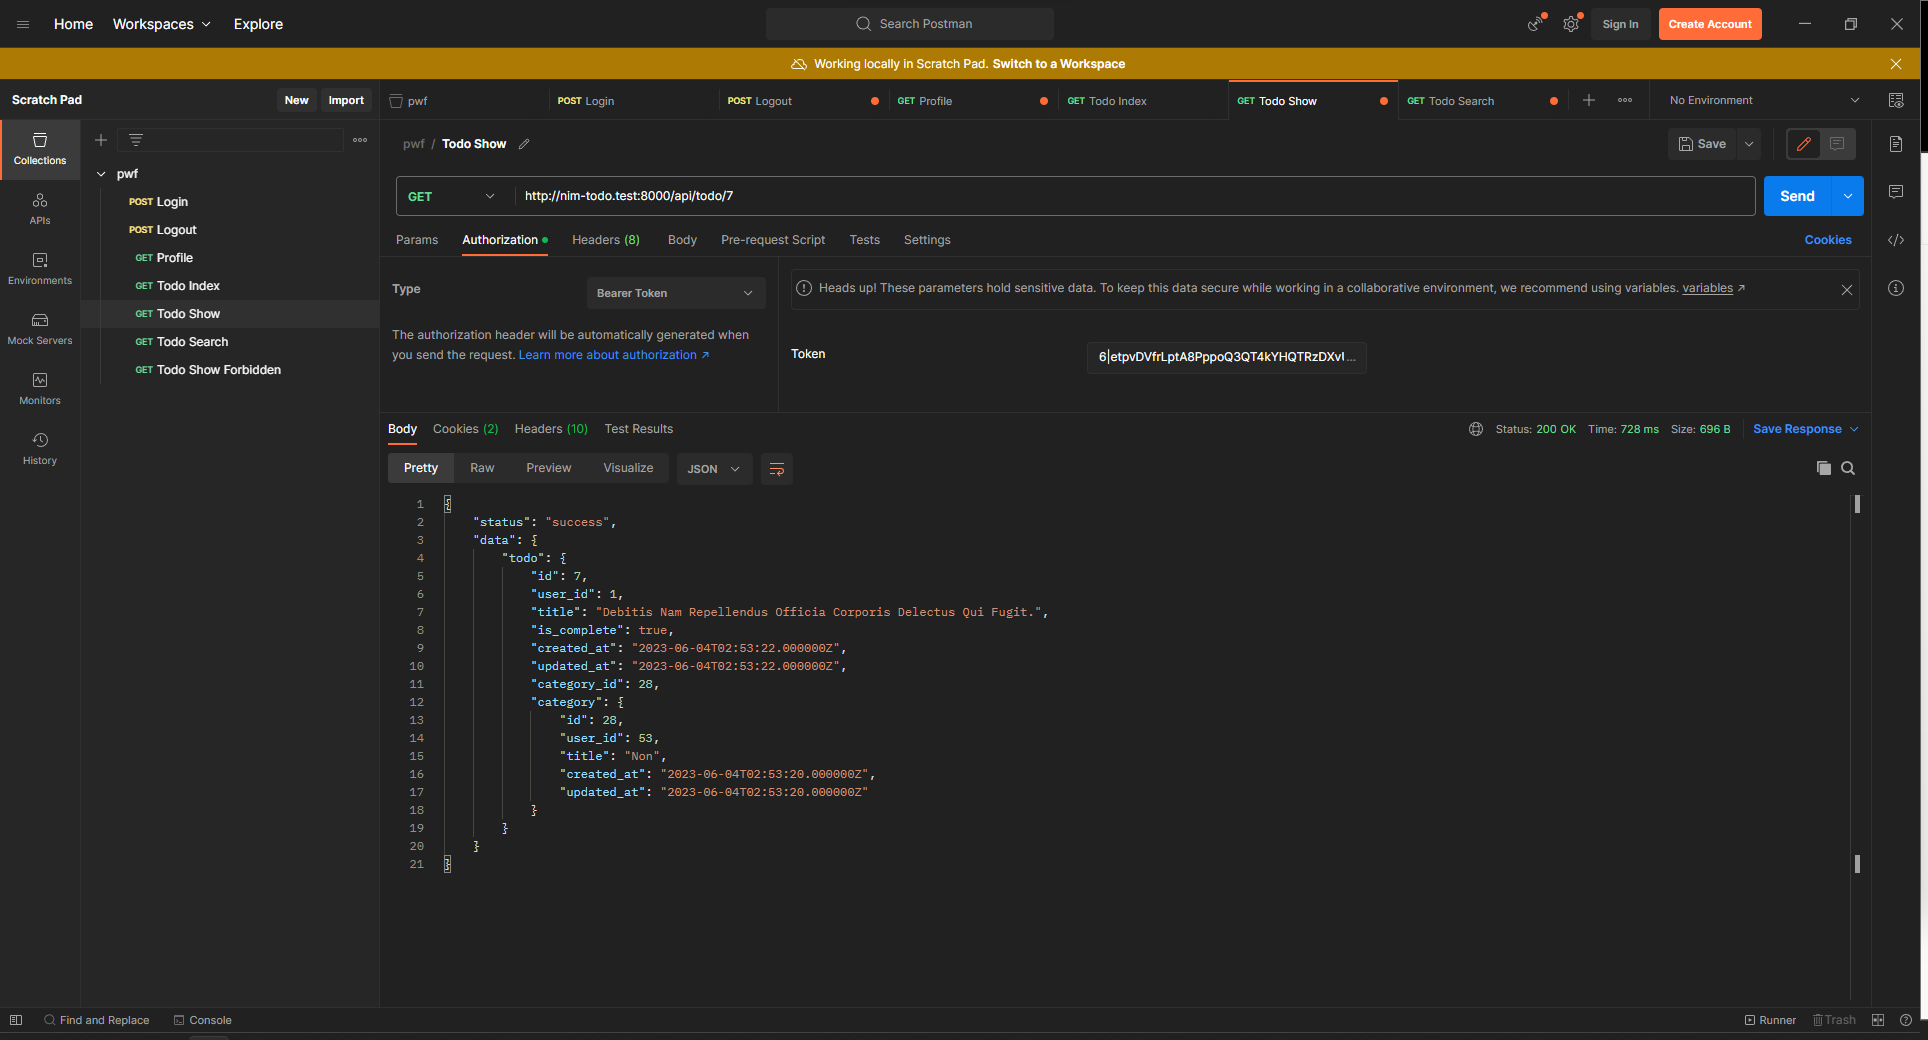 Home Workspaces Explore Search Postman Sign In Create Account
Working locally in Scratch Pad. Switch to a Workspace
Scratch Pad New Import
pwf POST Login POST Logout GET Profile GET Todo Index GET Todo Show GET Todo Search No Environment
Collections
APIs
Environments
Mock Servers
Monitors
History
pwf
POST Login
POST Logout
GET Profile
GET Todo Index
GET Todo Show
GET Todo Search
GET Todo Show Forbidden
pwf / Todo Show Save
GET http://nim-todo.test:8000/api/todo/7 Send
Params Authorization Headers (8) Body Pre-request Script Tests Settings Cookies
Type Bearer Token
The authorization header will be automatically generated when
you send the request. Learn more about authorization ↗
Heads up! These parameters hold sensitive data. To keep this data secure while working in a collaborative environment, we recommend using variables. variables ↗
Token 6|etpvDVfrLptA8PppoQ3QT4kYHQTRzDXv...
Body Cookies (2) Headers (10) Test Results Status: 200 OK Time: 728 ms Size: 696 B Save Response
Pretty Raw Preview Visualize JSON
1 {
2 "status": "success",
3 "data": {
4 "todo": {
5 "id": 7,
6 "user_id": 1,
7 "title": "Debitis Nam Repellendus Officia Corporis Delectus Qui Fugit.",
8 "is_complete": true,
9 "created_at": "2023-06-04T02:53:22.000000Z",
10 "updated_at": "2023-06-04T02:53:22.000000Z",
11 "category_id": 28,
12 "category": {
13 "id": 28,
14 "user_id": 53,
15 "title": "Non",
16 "created_at": "2023-06-04T02:53:20.000000Z",
17 "updated_at": "2023-06-04T02:53:20.000000Z"
18 }
19 }
20 }
21 }
Find and Replace Console Runner Trash